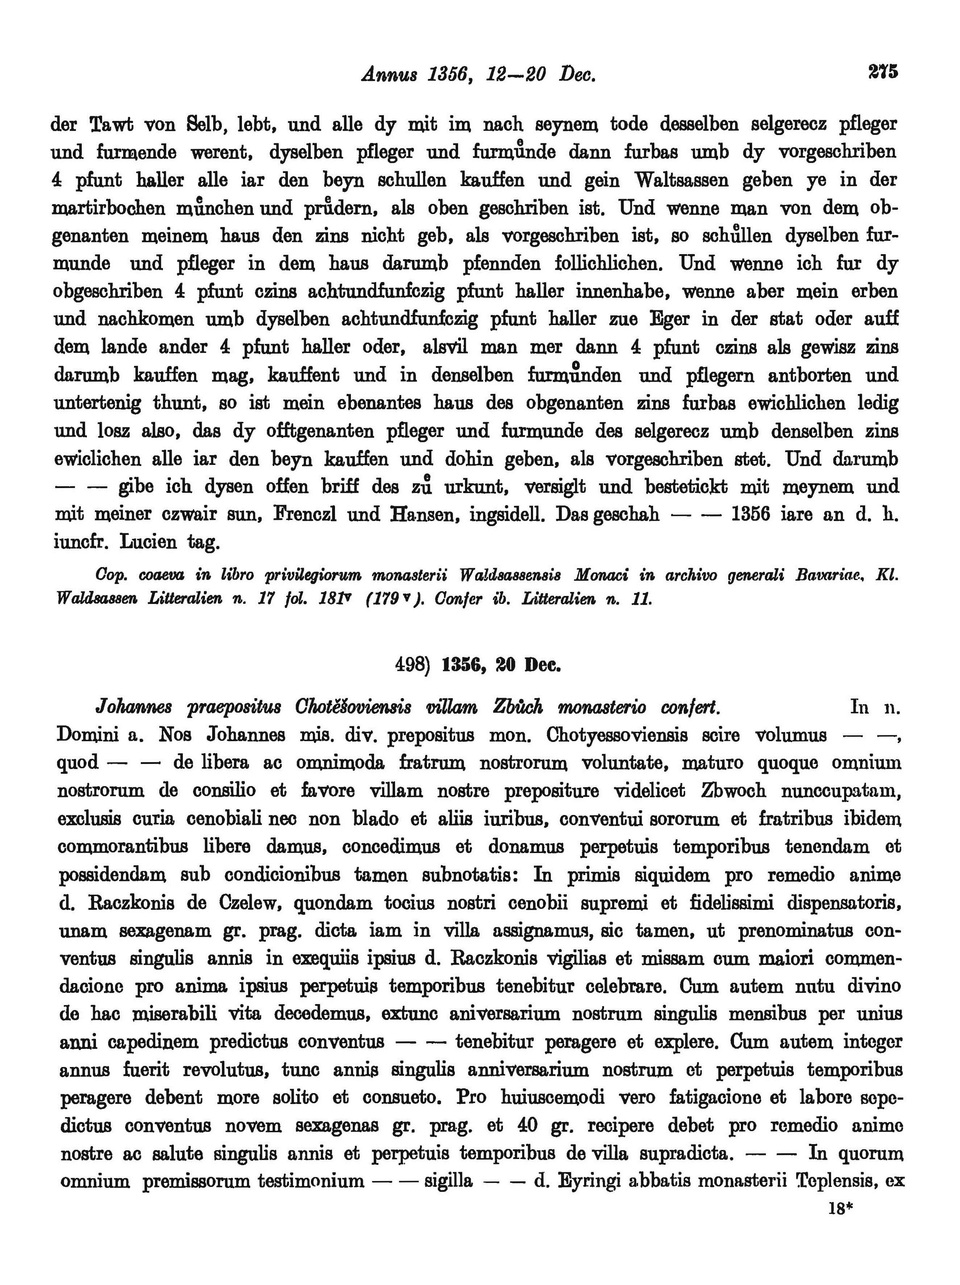 Annus 1356, 12—20 Dec. 275
der Tawt von Selb, lebt, und alle dy mit im nach seynem tode desselben selgerecz pfleger
und furmende werent, dyselben pfleger und furmůnde dann furbas umb dy vorgeschriben
4 pfunt haller alle iar den beyn schullen kauffen und gein Waltsassen geben ye in der
martirbochen můnchen und průdern, als oben geschriben ist. Und wenne man von dem ob-
genanten meinem haus den zins nicht geb, als vorgeschriben ist, so schůllen dyselben fur-
munde und pfleger in dem haus darumb pfennden follichlichen. Und wenne ich fur dy
obgeschriben 4 pfunt czins achtundfunfczig pfunt haller innenhabe, wenne aber mein erben
und nachkomen umb dyselben achtundfunfczig pfunt haller zue Eger in der stat oder auff
dem lande ander 4 pfunt haller oder, alsvil man mer dann 4 pfunt czins als gewisz zins
darumb kauffen mag, kauffent und in denselben furmůnden und pflegern antborten und
untertenig thunt, so ist mein ebenantes haus des obgenanten zins furbas ewichlichen ledig
und losz also, das dy offtgenanten pfleger und furmunde des selgerecz umb denselben zins
ewiclichen alle iar den beyn kauffen und dohin geben, als vorgeschriben stet. Und darumb
— — gibe ich dysen offen briff des zů urkunt, versiglt und bestetickt mit meynem und
mit meiner czwair sun, Frenczl und Hansen, ingsidell. Das geschah — — 1356 iare an d. h.
iuncfr. Lucien tag.
Cop. coaeva in libro privilegiorum monasterii Waldsassensis Monaci in archivo generali Bavariae, Kl.
Waldsassen Litteralien n. 17 fol. 181ᵛ (179ᵛ). Confer ib. Litteralien n. 11.
498) 1356, 20 Dec.
Johannes praepositus Chotěšoviensis villam Zbůch monasterio confert. In n.
Domini a. Nos Johannes mis. div. prepositus mon. Chotyessoviensis scire volumus — —,
quod — — de libera ac omnimoda fratrum nostrorum voluntate, maturo quoque omnium
nostrorum de consilio et favore villam nostre prepositure videlicet Zbwoch nunccupatam,
exclusis curia cenobiali nec non blado et aliis iuribus, conventui sororum et fratribus ibidem
commorantibus libere damus, concedimus et donamus perpetuis temporibus tenendam et
possidendam sub condicionibus tamen subnotatis: In primis siquidem pro remedio anime
d. Raczkonis de Czelew, quondam tocius nostri cenobii supremi et fidelissimi dispensatoris,
unam sexagenam gr. prag. dicta iam in villa assignamus, sic tamen, ut prenominatus con-
ventus singulis annis in exequiis ipsius d. Raczkonis vigilias et missam cum maiori commen-
dacione pro anima ipsius perpetuis temporibus tenebitur celebrare. Cum autem nutu divino
de hac miserabili vita decedemus, extunc aniversarium nostrum singulis mensibus per unius
anni capedinem predictus conventus — — tenebitur peragere et explere. Cum autem integer
annus fuerit revolutus, tunc annis singulis anniversarium nostrum et perpetuis temporibus
peragere debent more solito et consueto. Pro huiuscemodi vero fatigacione et labore sepe-
dictus conventus novem sexagenas gr. prag. et 40 gr. recipere debet pro remedio anime
nostre ac salute singulis annis et perpetuis temporibus de villa supradicta. — — In quorum
omnium premissorum testimonium — — sigilla — — d. Eyringi abbatis monasterii Teplensis, ex
18*